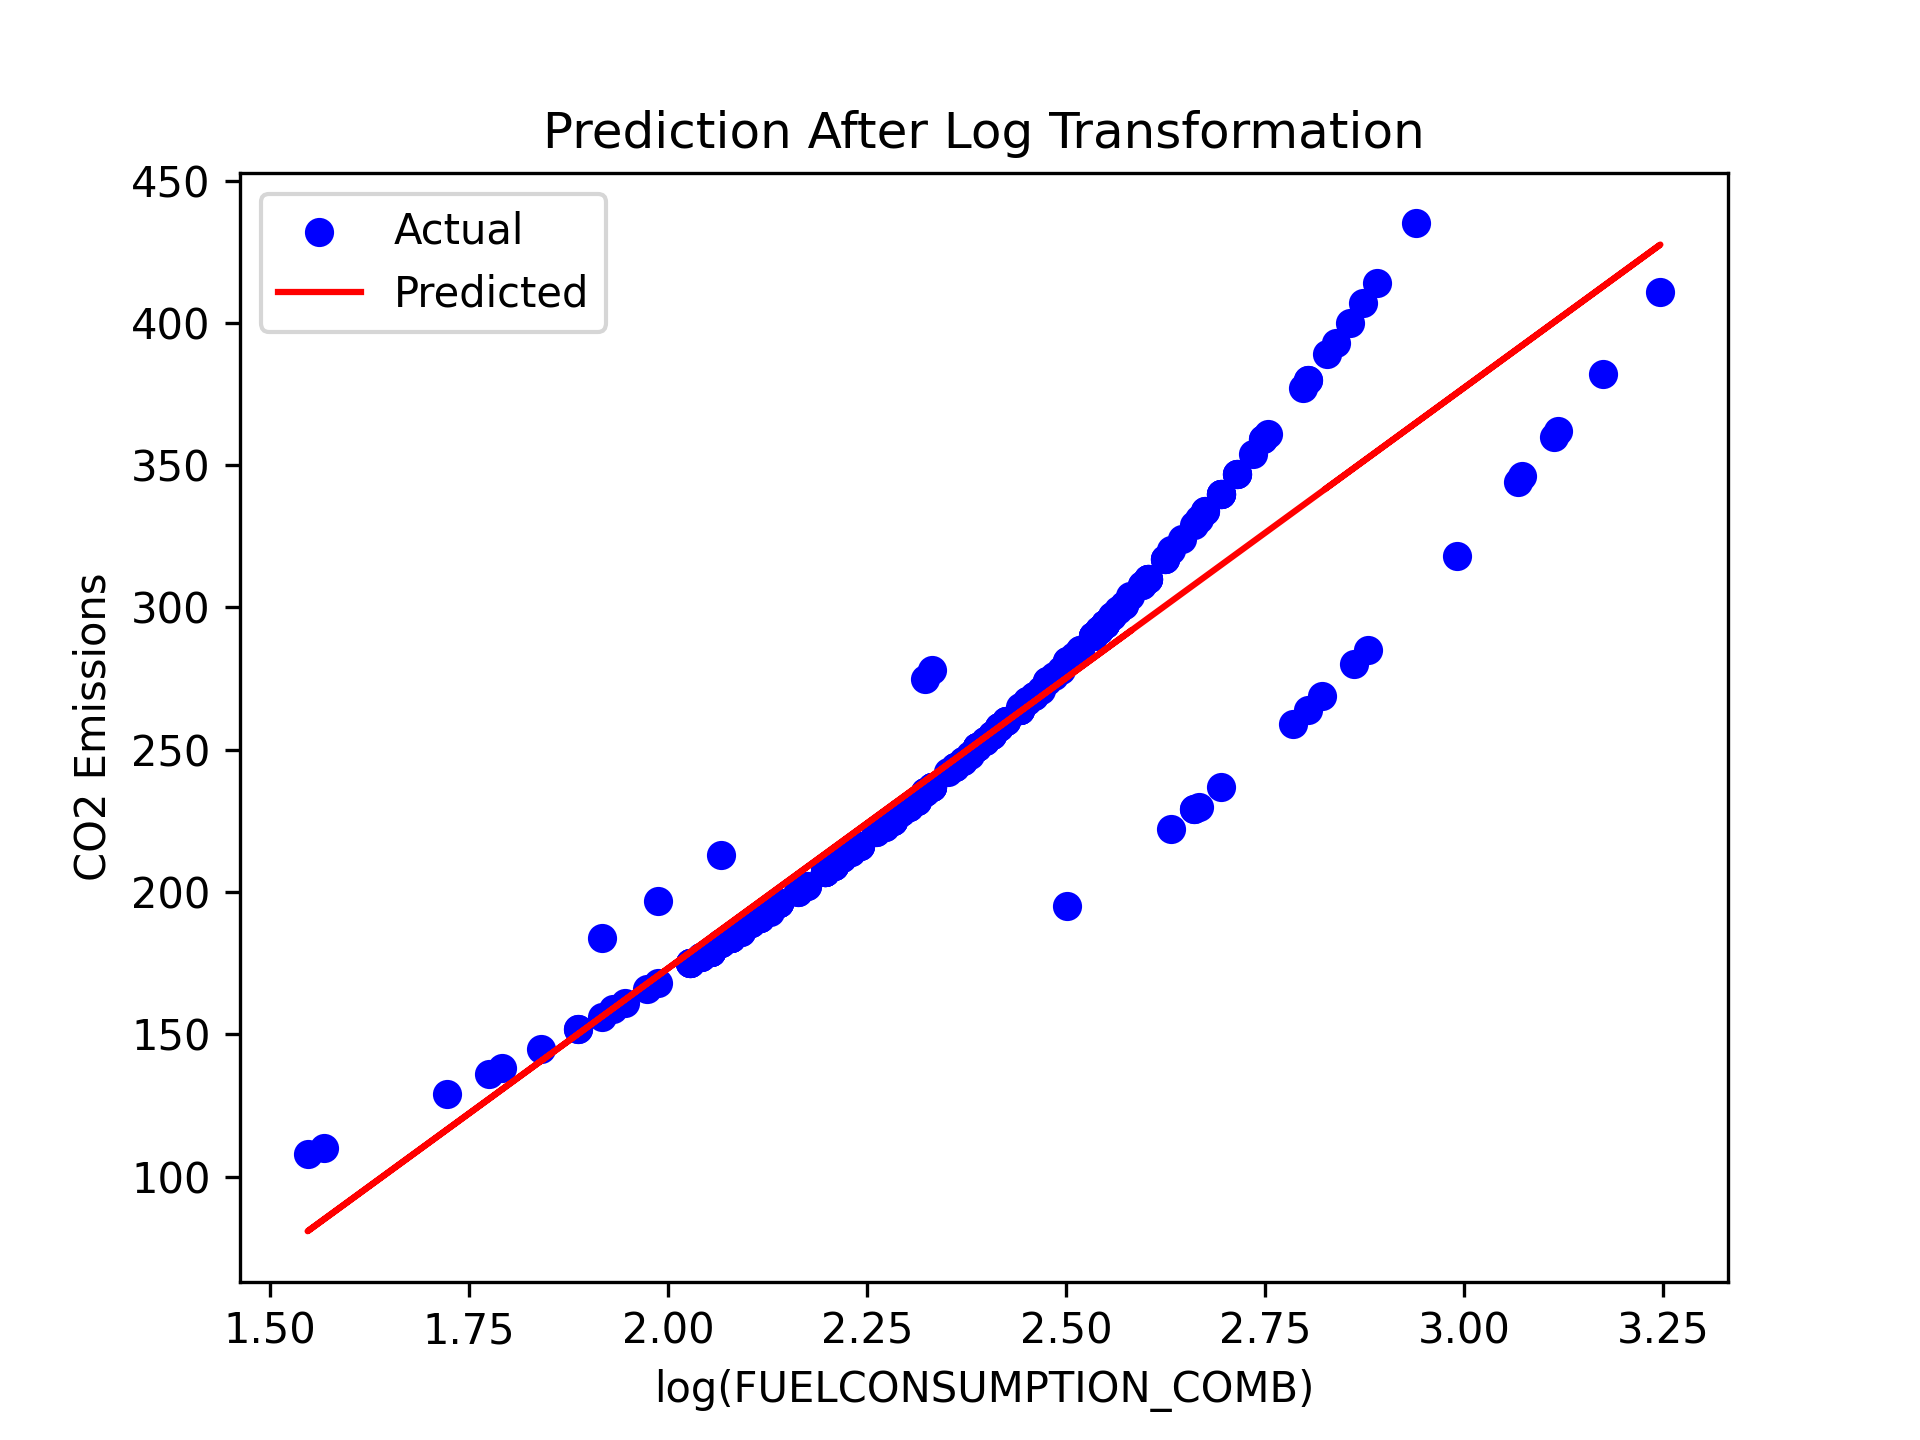 Prediction After Log Transformation
450
400
350
300
250
200
150
100
CO2 Emissions
Actual
Predicted
1.50 1.75 2.00 2.25 2.50 2.75 3.00 3.25
log(FUELCONSUMPTION_COMB)